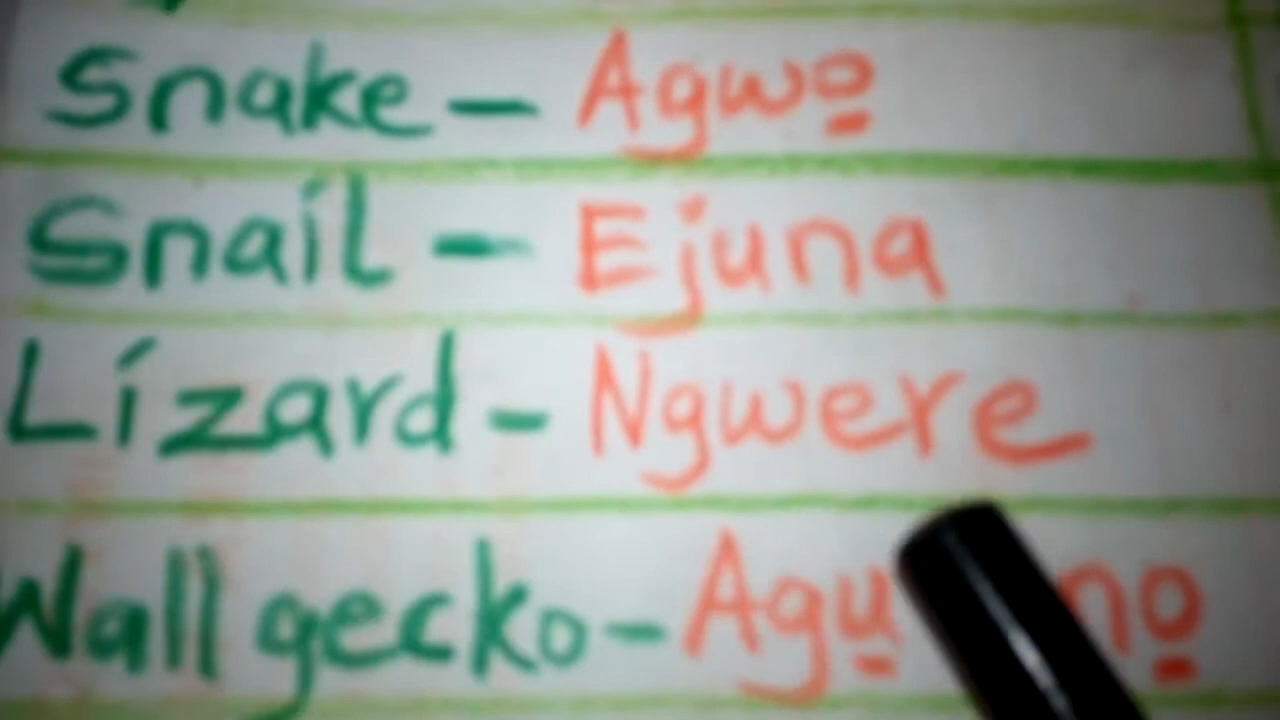 Snake - Agwọ
Snail - Ejuna
Lizard - Ngwere
Wall gecko -